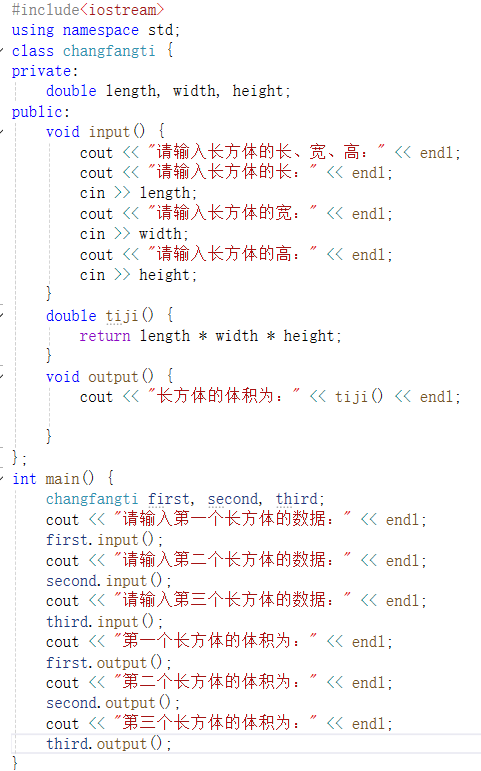 #include<iostream>
using namespace std;
class changfangti {
private:
    double length, width, height;
public:
    void input() {
        cout << "请输入长方体的长、宽、高：" << endl;
        cout << "请输入长方体的长：" << endl;
        cin >> length;
        cout << "请输入长方体的宽：" << endl;
        cin >> width;
        cout << "请输入长方体的高：" << endl;
        cin >> height;
    }
    double tiji() {
        return length * width * height;
    }
    void output() {
        cout << "长方体的体积为：" << tiji() << endl;
    }
};
int main() {
    changfangti first, second, third;
    cout << "请输入第一个长方体的数据：" << endl;
    first.input();
    cout << "请输入第二个长方体的数据：" << endl;
    second.input();
    cout << "请输入第三个长方体的数据：" << endl;
    third.input();
    cout << "第一个长方体的体积为：" << endl;
    first.output();
    cout << "第二个长方体的体积为：" << endl;
    second.output();
    cout << "第三个长方体的体积为：" << endl;
    third.output();
}